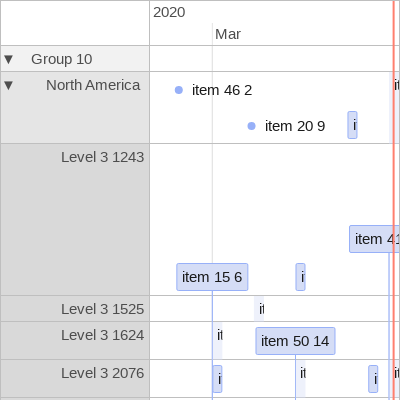 2020
Mar
▼ Group 10
▼ North America
item 46 2
it
item 20 9
i
Level 3 1243
item 41
item 15 6
i
Level 3 1525
it
Level 3 1624
it
item 50 14
Level 3 2076
i
it
i
it